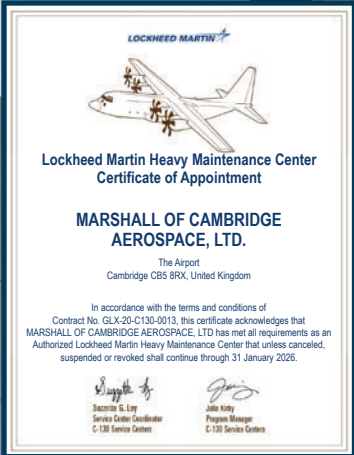 LOCKHEED MARTIN
Lockheed Martin Heavy Maintenance Center
Certificate of Appointment
MARSHALL OF CAMBRIDGE
AEROSPACE, LTD.
The Airport
Cambridge CB5 8RX, United Kingdom
In accordance with the terms and conditions of
Contract No. GLX-20-C130-0013, this certificate acknowledges that
MARSHALL OF CAMBRIDGE AEROSPACE, LTD has met all requirements as an
Authorized Lockheed Martin Heavy Maintenance Center that unless canceled,
suspended or revoked shall continue through 31 January 2026.
Suzzette G. Loy
Service Center Coordinator
C-130 Service Centers
Program Manager
C-130 Service Centers